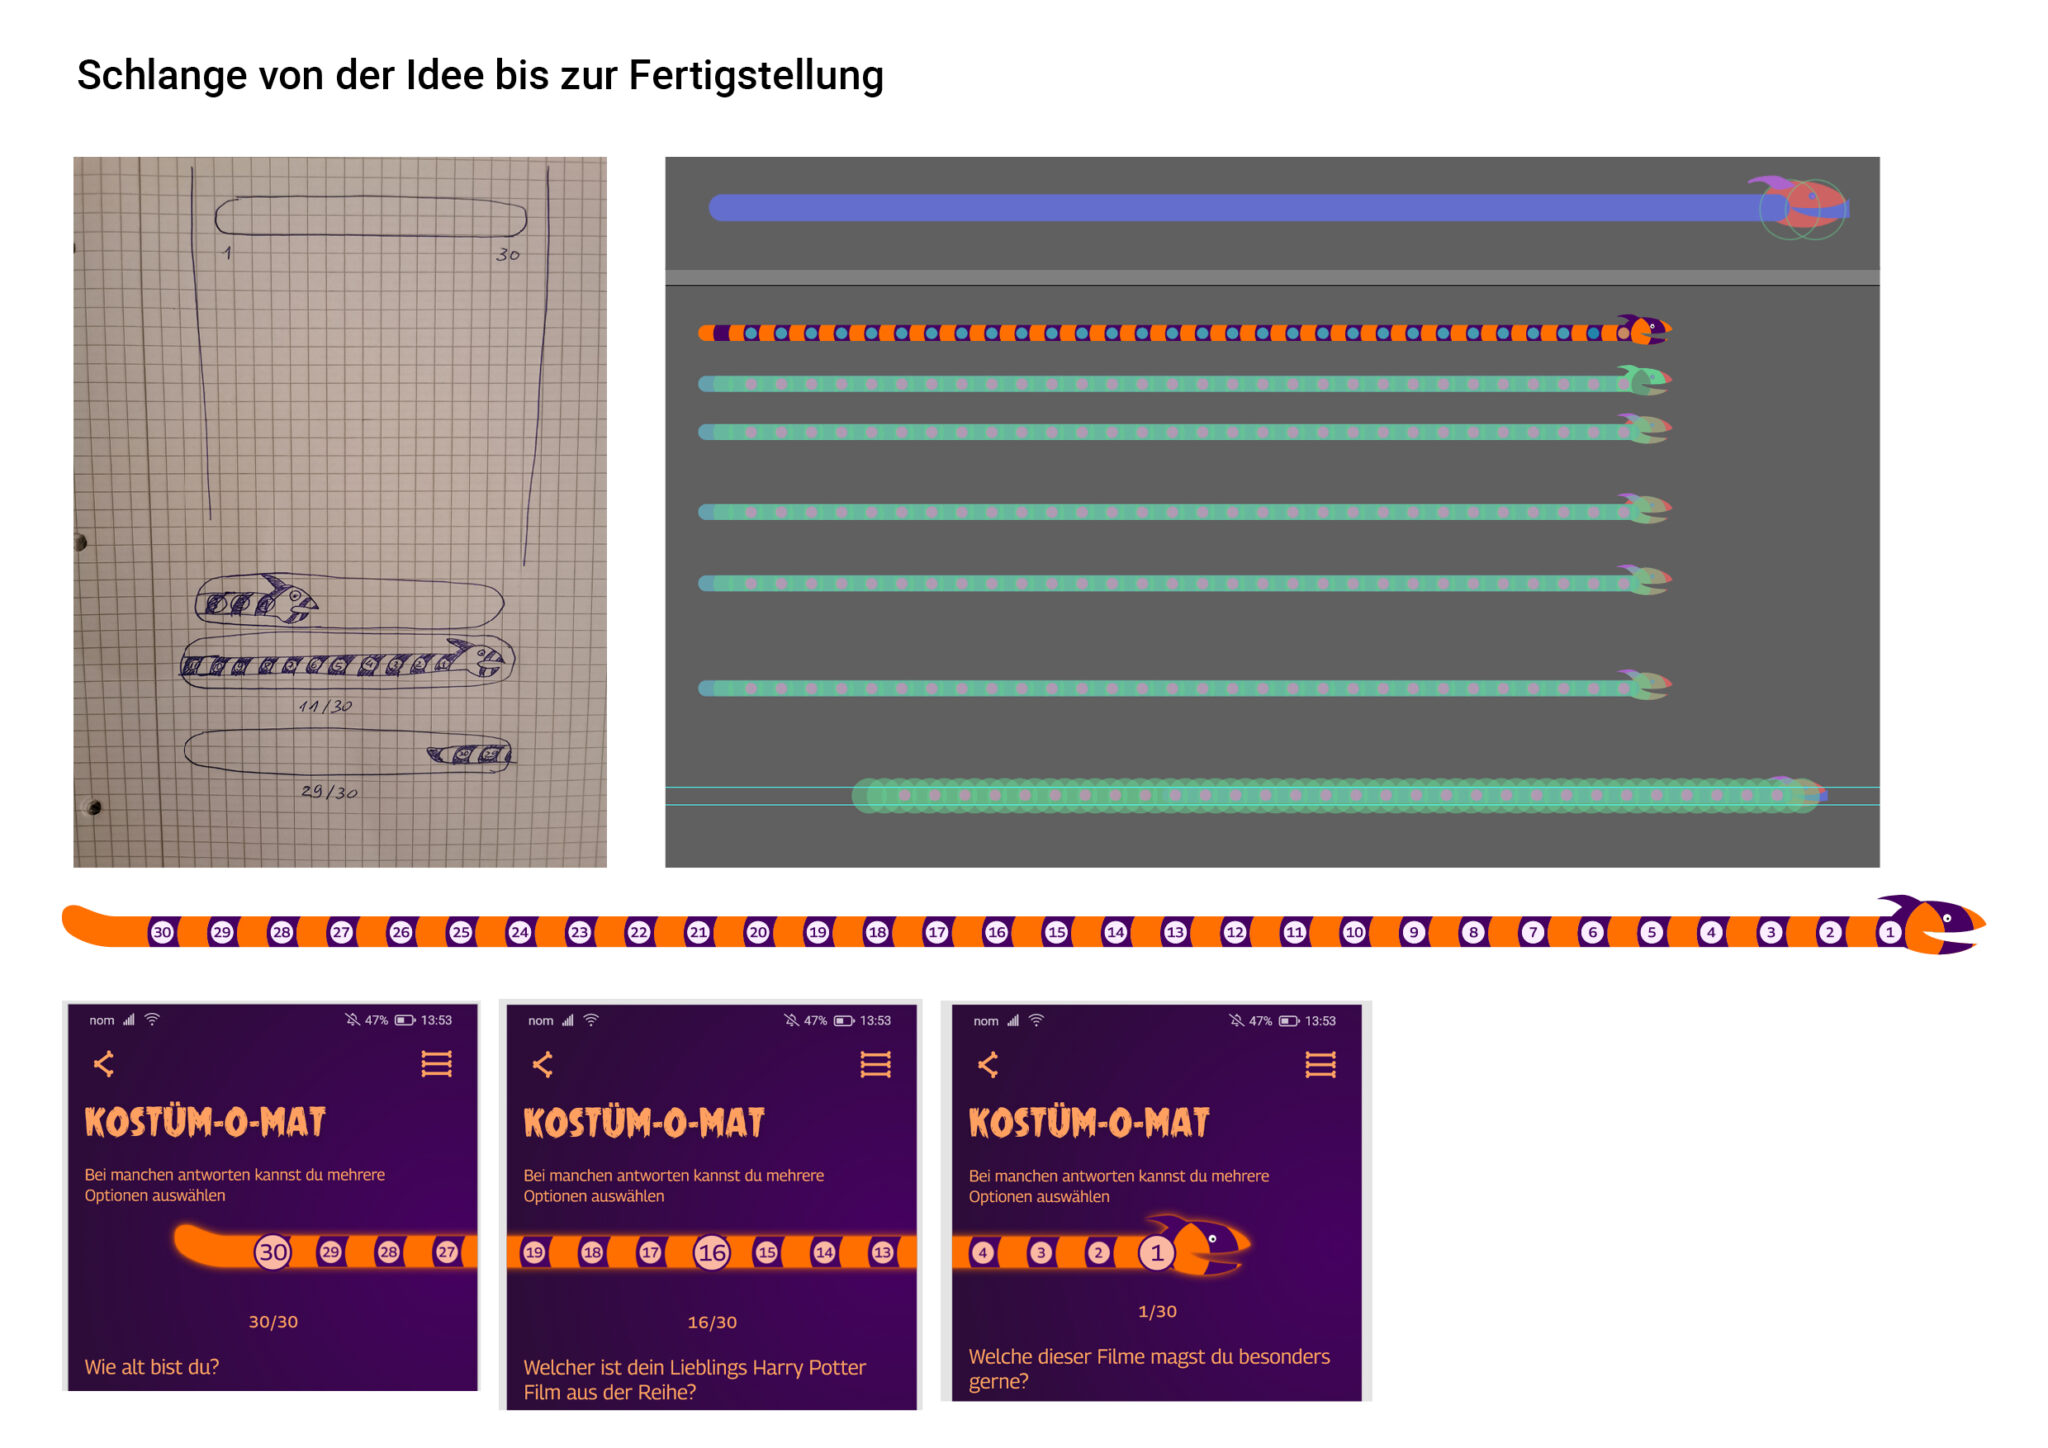 Schlange von der Idee bis zur Fertigstellung
1 30
11/30
29/30
30 29 28 27 26 25 24 23 22 21 20 19 18 17 16 15 14 13 12 11 10 9 8 7 6 5 4 3 2 1
nom 47% 13:53
KOSTÜM-O-MAT
Bei manchen antworten kannst du mehrere
Optionen auswählen
30 29 28 27
30/30
Wie alt bist du?
nom 47% 13:53
KOSTÜM-O-MAT
Bei manchen antworten kannst du mehrere
Optionen auswählen
19 18 17 16 15 14 13
16/30
Welcher ist dein Lieblings Harry Potter
Film aus der Reihe?
nom 47% 13:53
KOSTÜM-O-MAT
Bei manchen antworten kannst du mehrere
Optionen auswählen
4 3 2 1
1/30
Welche dieser Filme magst du besonders
gerne?